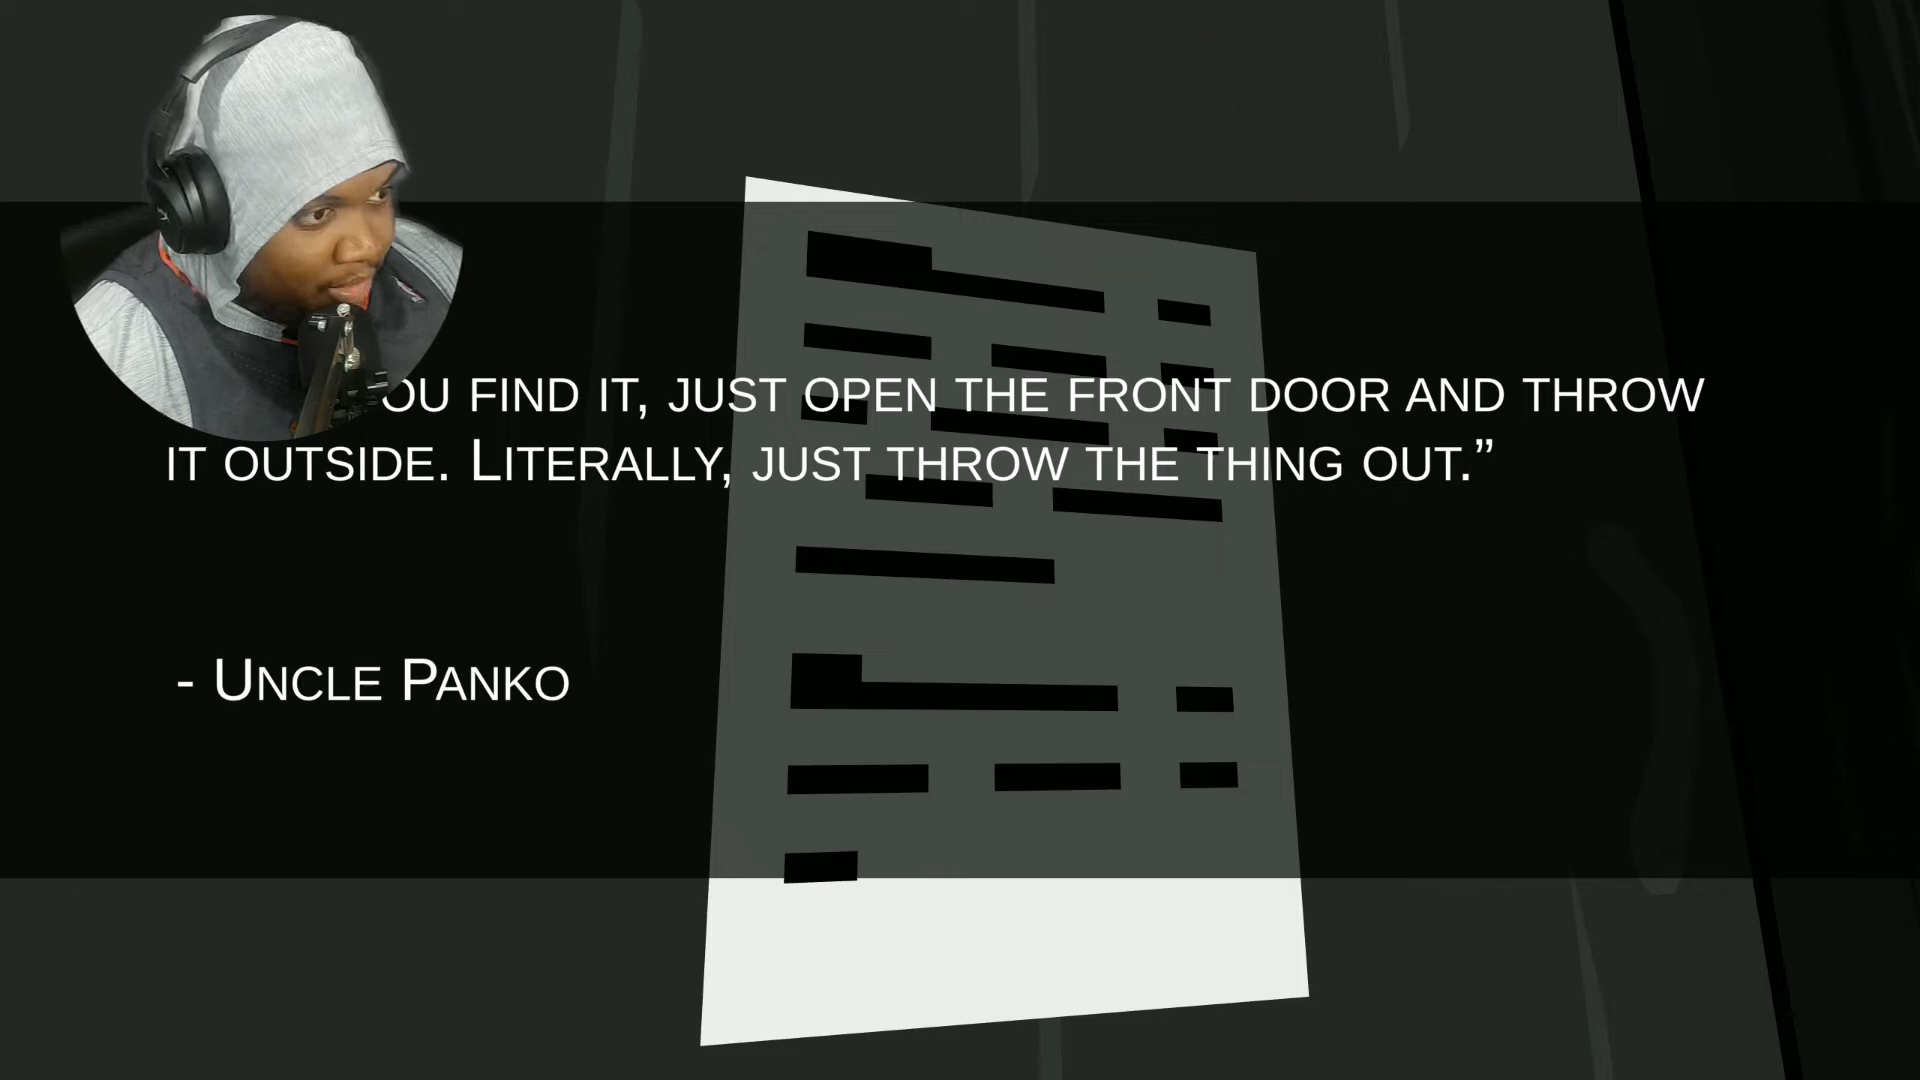 FIND IT, JUST OPEN THE FRONT DOOR AND THROW
IT OUTSIDE. LITERALLY, JUST THROW THE THING OUT.”
- UNCLE PANKO